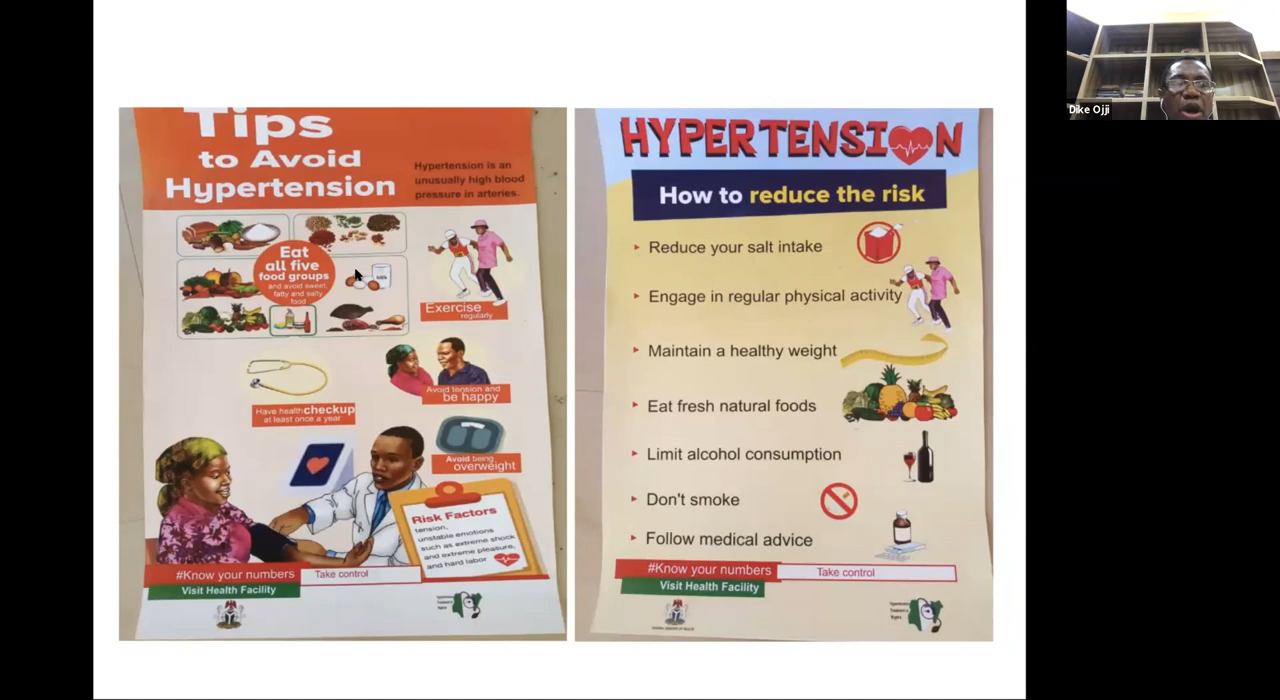 Tips
to Avoid
Hypertension
Hypertension is an
unusually high blood
pressure in arteries.
Eat
all five
food groups
and avoid sweet,
fatty and salty
food
Exercise
regularly
Avoid tension and
be happy
Have health checkup
at least once a year
Avoid being
overweight
Risk Factors
tension,
unstable emotions
such as extreme shock
and extreme pleasure,
and hard labor
#Know your numbers
Take control
Visit Health Facility
HYPERTENSION
How to reduce the risk
Reduce your salt intake
Engage in regular physical activity
Maintain a healthy weight
Eat fresh natural foods
Limit alcohol consumption
Don't smoke
Follow medical advice
#Know your numbers
Take control
Visit Health Facility
Dike Ojji